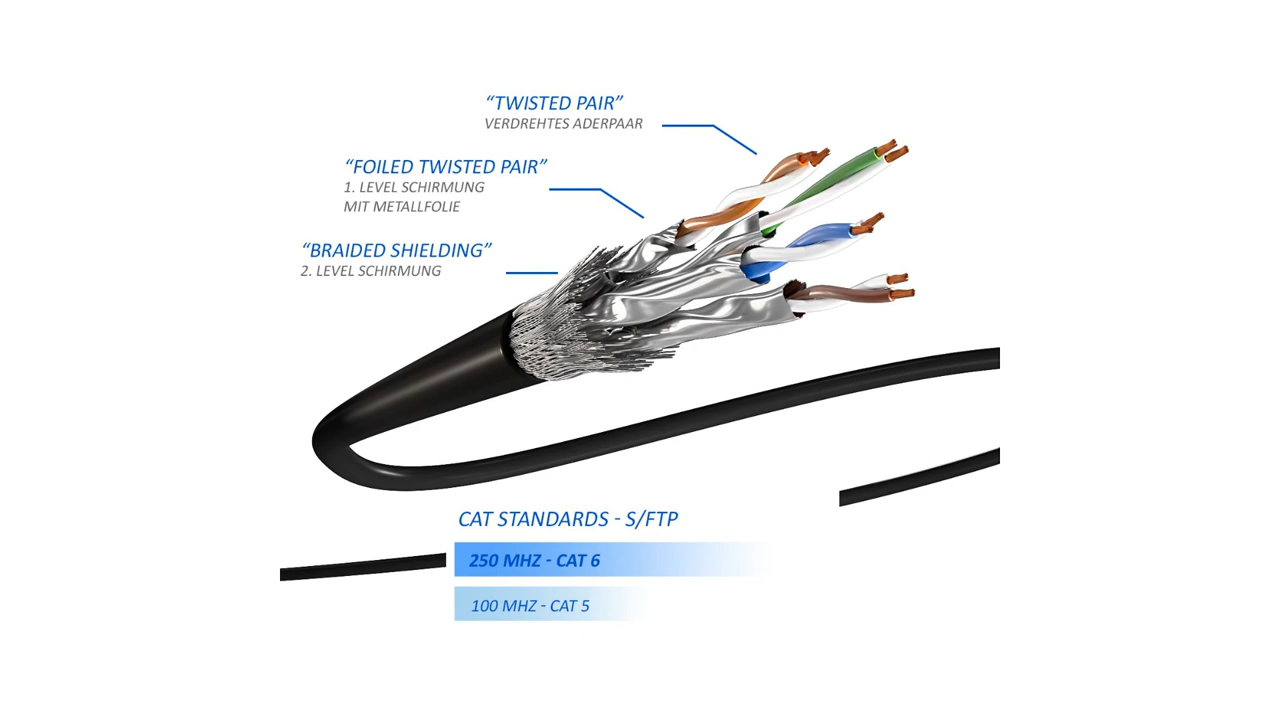 “TWISTED PAIR”
VERDREHTES ADERPAAR
“FOILED TWISTED PAIR”
1. LEVEL SCHIRMUNG
MIT METALLFOLIE
“BRAIDED SHIELDING”
2. LEVEL SCHIRMUNG
CAT STANDARDS - S/FTP
250 MHZ - CAT 6
100 MHZ - CAT 5